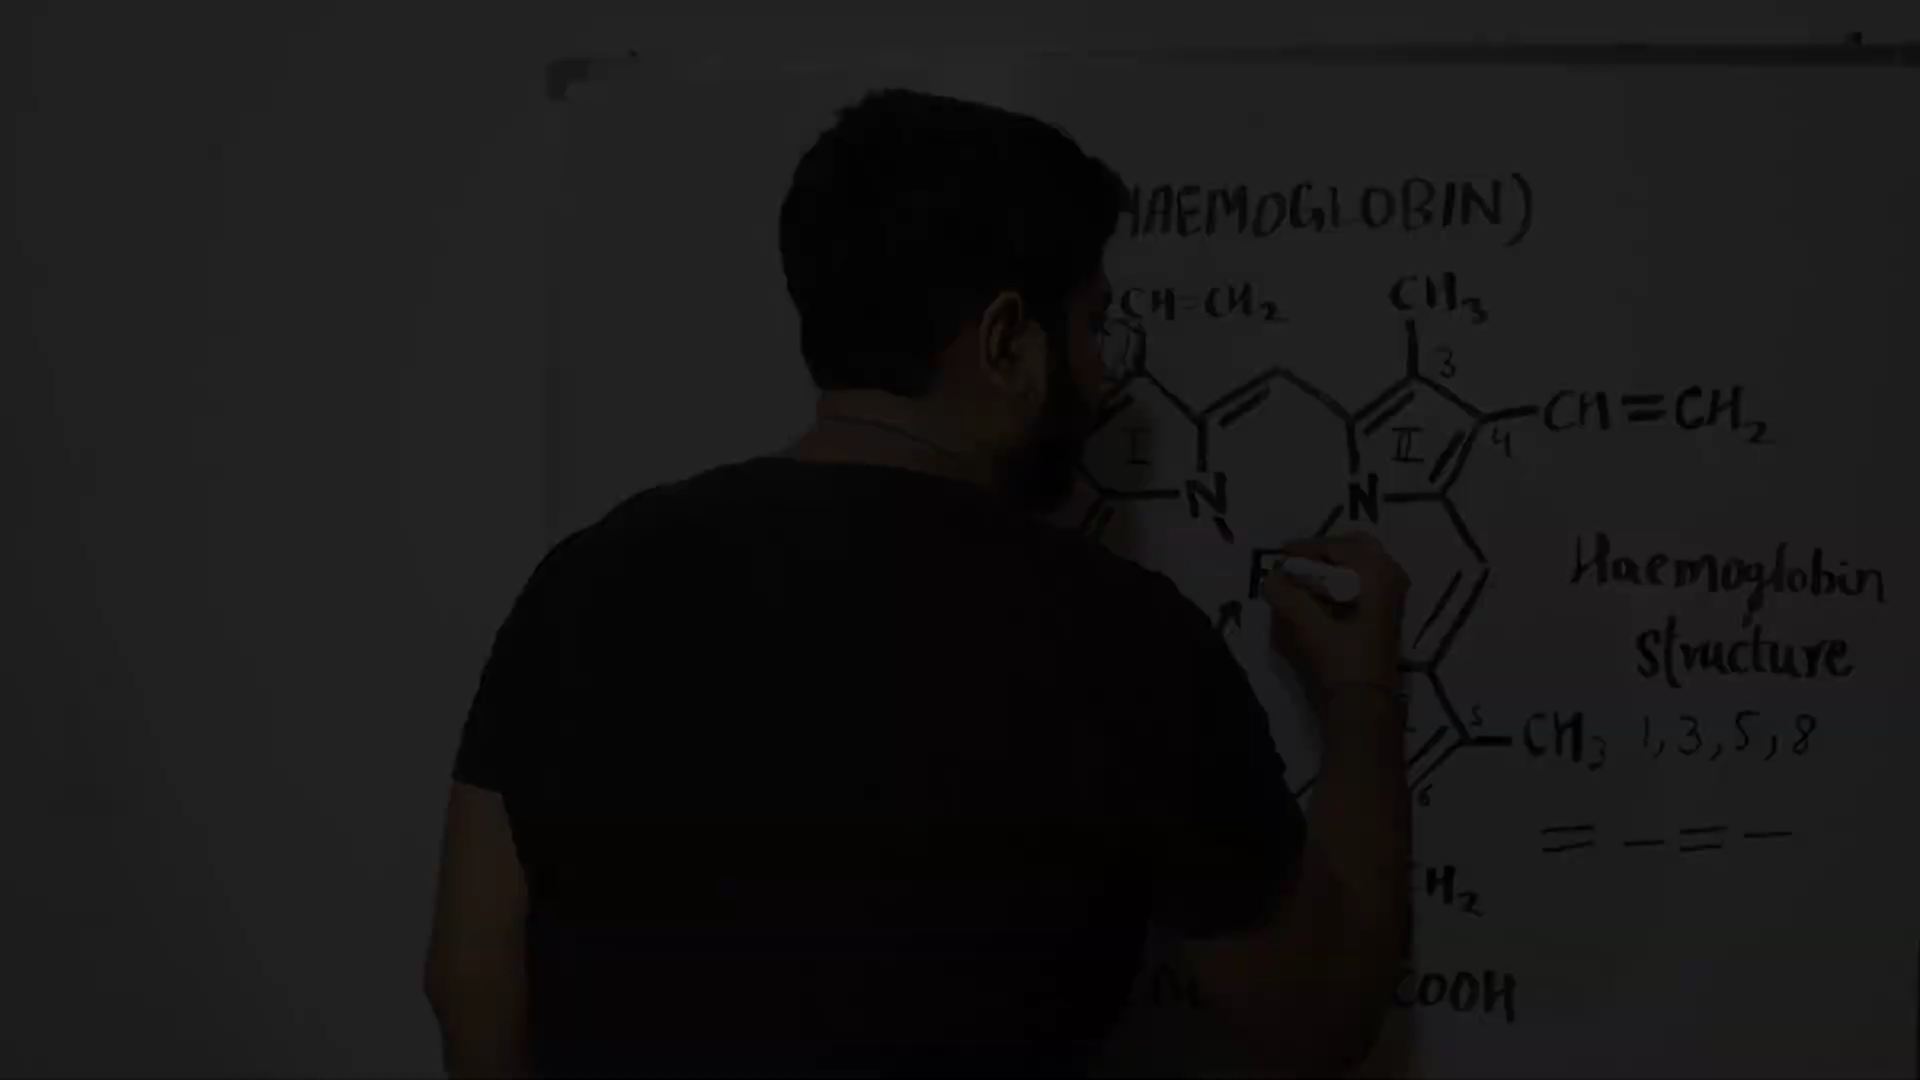 HAEMOGLOBIN)
CH=CH2
CH3
3
CH=CH2
4
I
II
N
N
F
Haemoglobin
structure
5
CH3 1, 3, 5, 8
6
H2
COOH